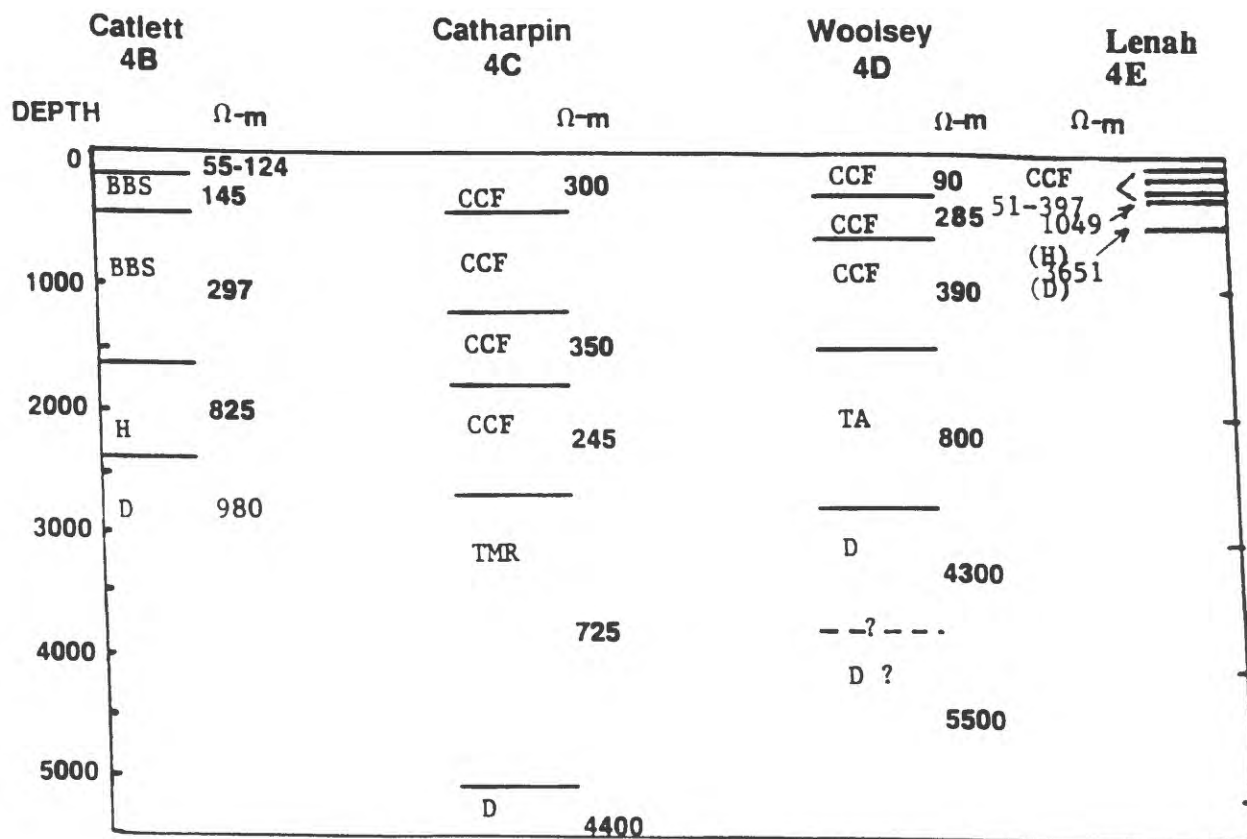 Catlett
4B
Catharpin
4C
Woolsey
4D
Lenah
4E
DEPTH Ω-m Ω-m Ω-m Ω-m
0 55-124
BBS 145 CCF 300 CCF 90 CCF
CCF 285 51-397
1049
(H)
BBS CCF CCF 3651
1000 297 390 (D)
CCF 350
2000 825 TA
H CCF 245 800
D 980
3000 TMR D
4300
725 ?
4000 D ?
5500
5000
D 4400